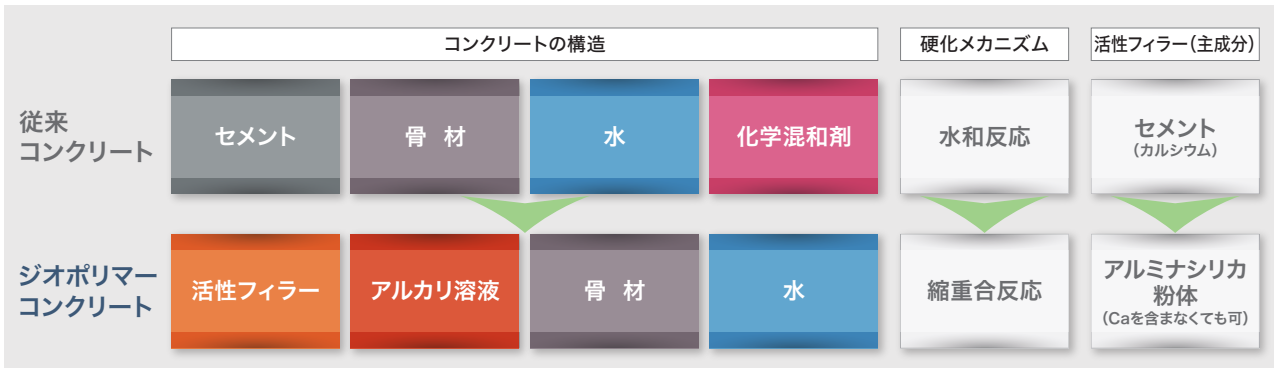 コンクリートの構造
硬化メカニズム
活性フィラー(主成分)
従来
コンクリート
セメント
骨 材
水
化学混和剤
水和反応
セメント
(カルシウム)
ジオポリマー
コンクリート
活性フィラー
アルカリ溶液
骨 材
水
縮重合反応
アルミナシリカ
粉体
(Caを含まなくても可)